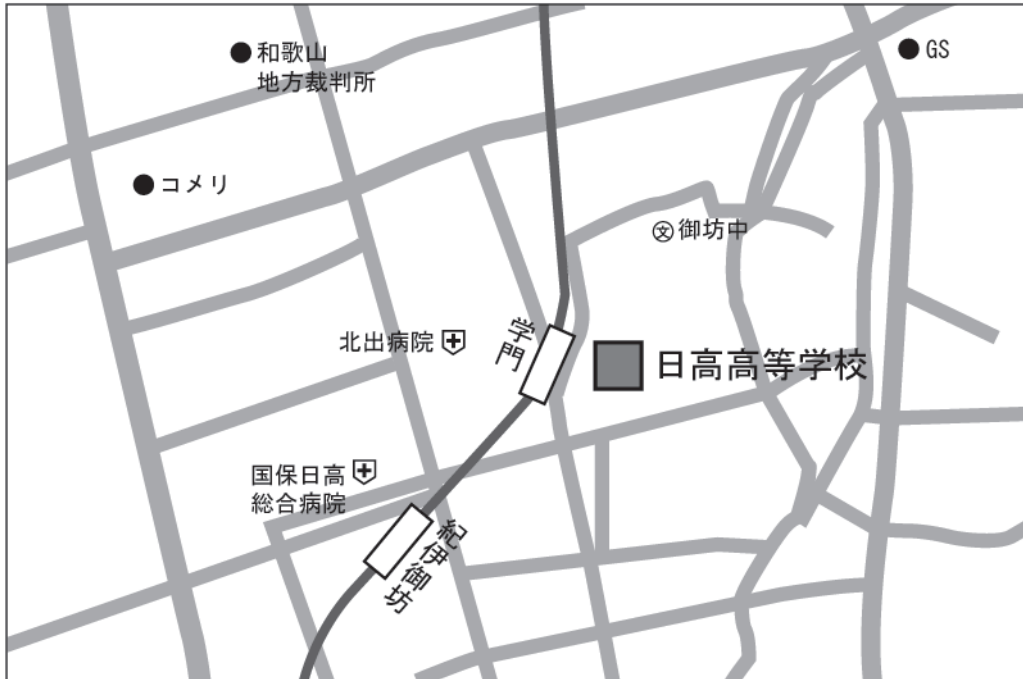 和歌山
地方裁判所
GS
コメリ
文 御坊中
北出病院
学門
日高高等学校
国保日高
総合病院
紀伊御坊